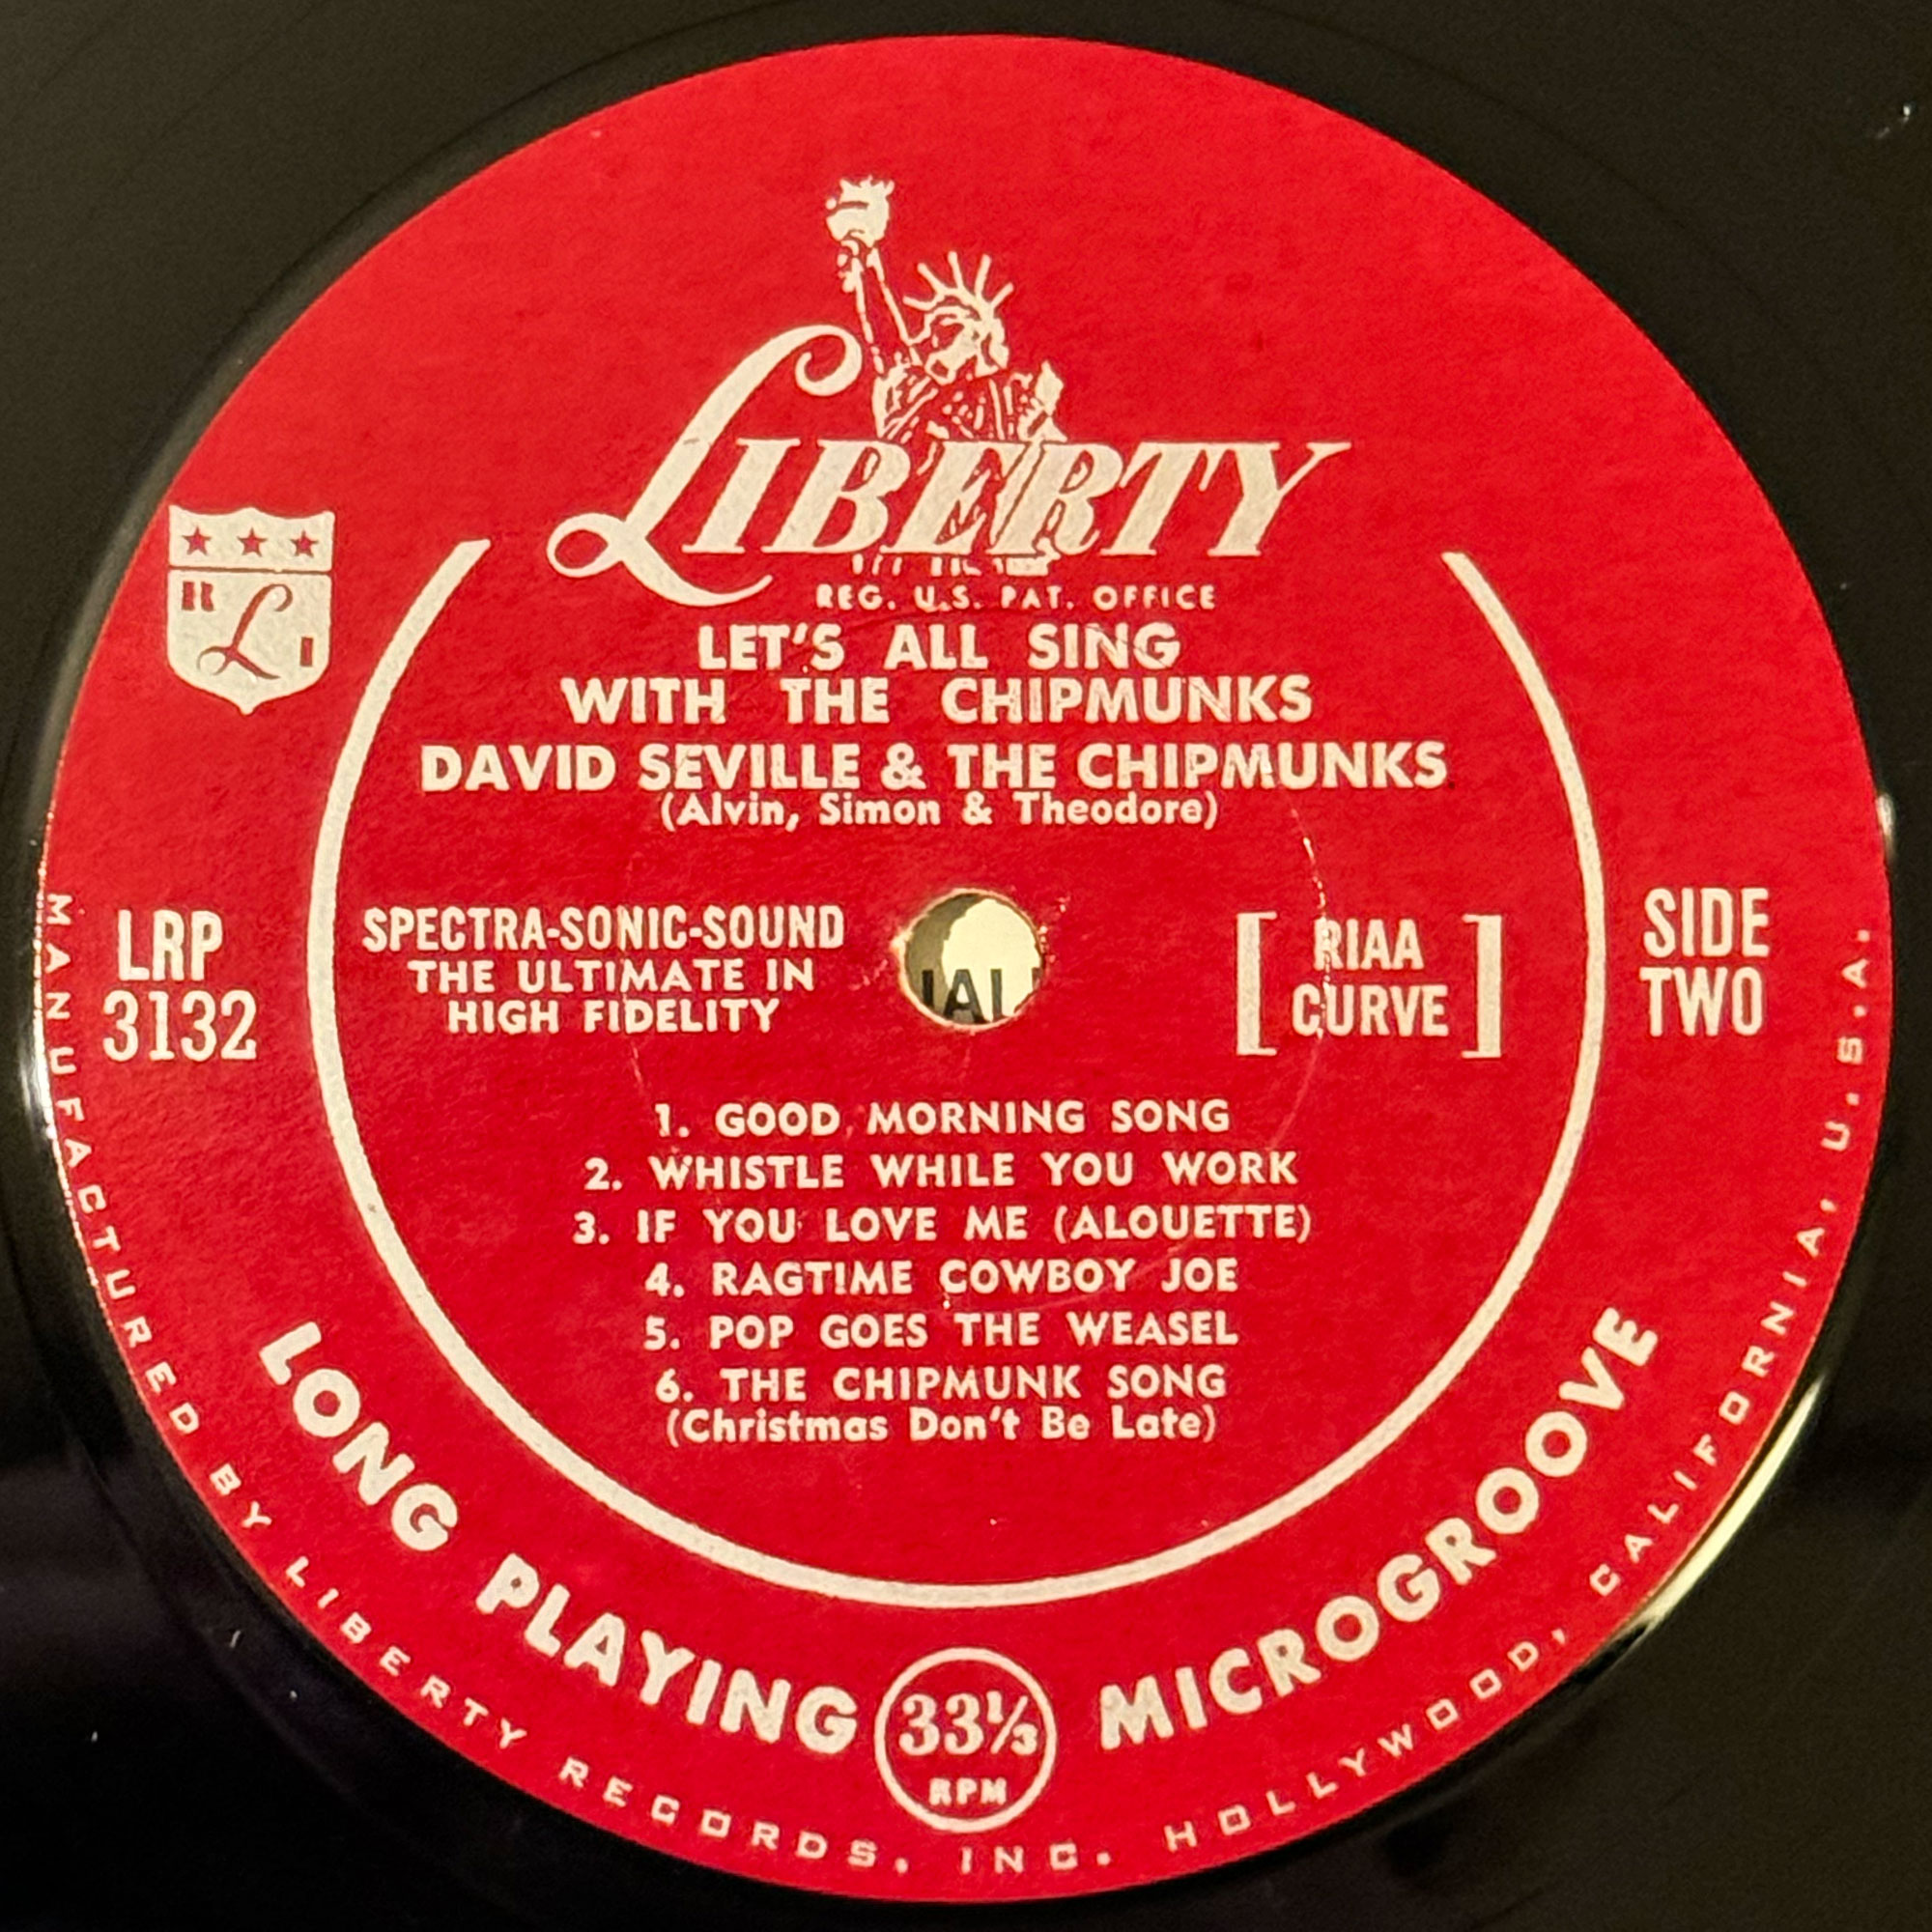 LIBERTY
REG. U.S. PAT. OFFICE
R L I
LET'S ALL SING
WITH THE CHIPMUNKS
DAVID SEVILLE & THE CHIPMUNKS
(Alvin, Simon & Theodore)
LRP
3132
SPECTRA-SONIC-SOUND
THE ULTIMATE IN
HIGH FIDELITY
[RIAA
CURVE]
SIDE
TWO
1. GOOD MORNING SONG
2. WHISTLE WHILE YOU WORK
3. IF YOU LOVE ME (ALOUETTE)
4. RAGTIME COWBOY JOE
5. POP GOES THE WEASEL
6. THE CHIPMUNK SONG
(Christmas Don't Be Late)
LONG PLAYING 33⅓ MICROGROOVE
RPM
MANUFACTURED BY LIBERTY RECORDS, INC. HOLLYWOOD, CALIFORNIA, U.S.A.